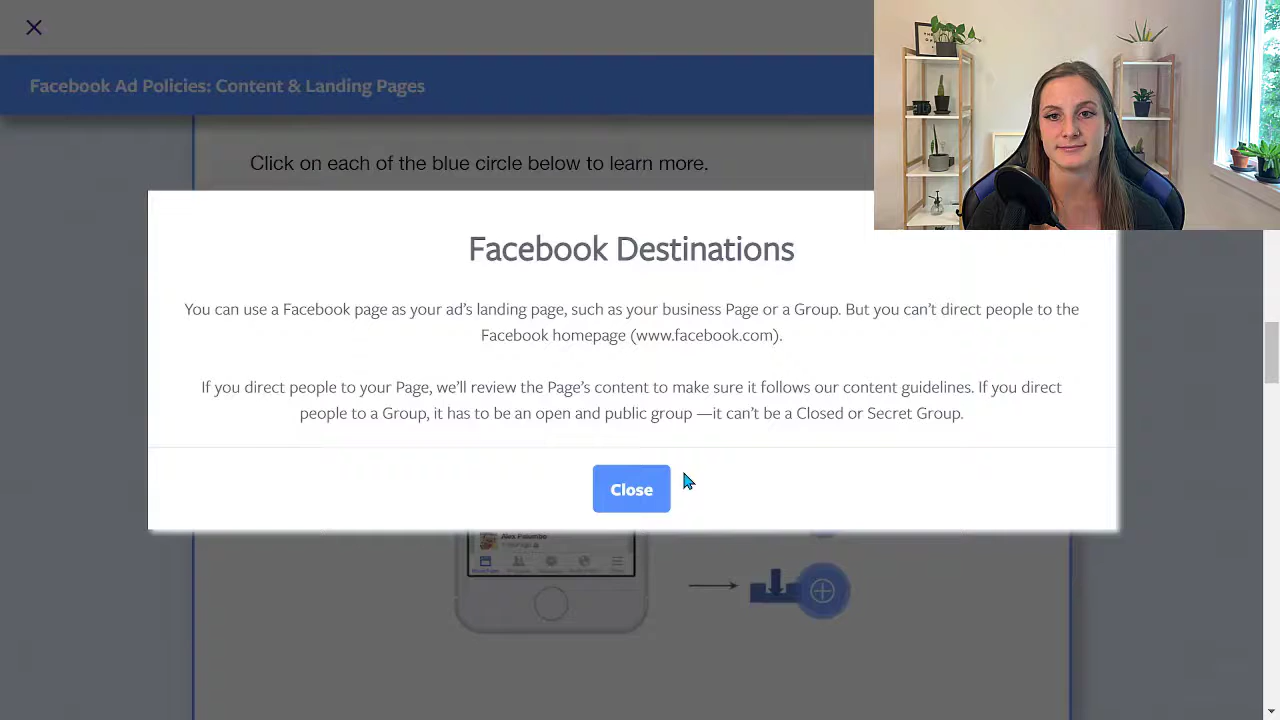 Facebook Ad Policies: Content & Landing Pages
Click on each of the blue circle below to learn more.
Facebook Destinations
You can use a Facebook page as your ad’s landing page, such as your business Page or a Group. But you can’t direct people to the
Facebook homepage (www.facebook.com).
If you direct people to your Page, we’ll review the Page’s content to make sure it follows our content guidelines. If you direct
people to a Group, it has to be an open and public group —it can’t be a Closed or Secret Group.
Close
Alex Palombo